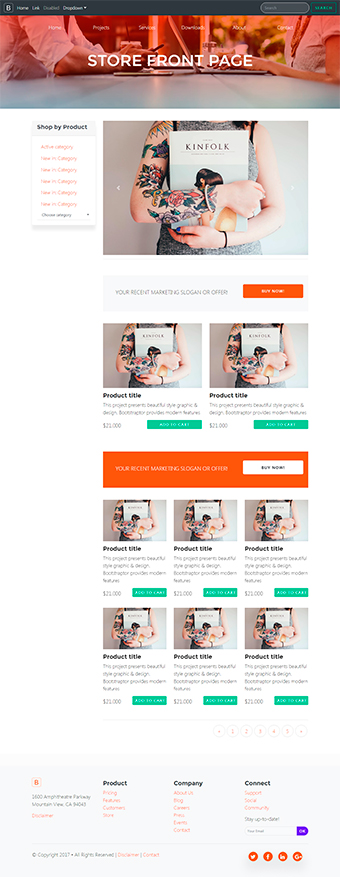 B Home Link Disabled Dropdown Search SEARCH
Home Projects Services Downloads About Contact
STORE FRONT PAGE
Shop by Product
Active category
New In Category
New In Category
New In Category
New In Category
New In Category
Choose category
KINFOLK
YOUR RECENT MARKETING SLOGAN OR OFFER! BUY NOW!
KINFOLK KINFOLK
Product title Product title
This project presents beautiful style graphic & This project presents beautiful style graphic &
design. Bootstraptor provides modern features design. Bootstraptor provides modern features
$21.000 ADD TO CART $21.000 ADD TO CART
YOUR RECENT MARKETING SLOGAN OR OFFER! BUY NOW!
KINFOLK KINFOLK KINFOLK
Product title Product title Product title
This project presents beautiful This project presents beautiful This project presents beautiful
style graphic & design. style graphic & design. style graphic & design.
Bootstraptor provides modern Bootstraptor provides modern Bootstraptor provides modern
features features features
$21.000 ADD TO CART $21.000 ADD TO CART $21.000 ADD TO CART
KINFOLK KINFOLK KINFOLK
Product title Product title Product title
This project presents beautiful This project presents beautiful This project presents beautiful
style graphic & design. style graphic & design. style graphic & design.
Bootstraptor provides modern Bootstraptor provides modern Bootstraptor provides modern
features features features
$21.000 ADD TO CART $21.000 ADD TO CART $21.000 ADD TO CART
« 1 2 3 4 5 »
B Product Company Connect
1600 Amphitheatre Parkway Pricing About Us Support
Mountain View, CA 94043 Features Blog Social
Customers Careers Community
Disclaimer Store Press Stay up-to-date!
Events
Contact Your Email OK
© Copyright 2017 • All Rights Reserved | Disclaimer | Contact